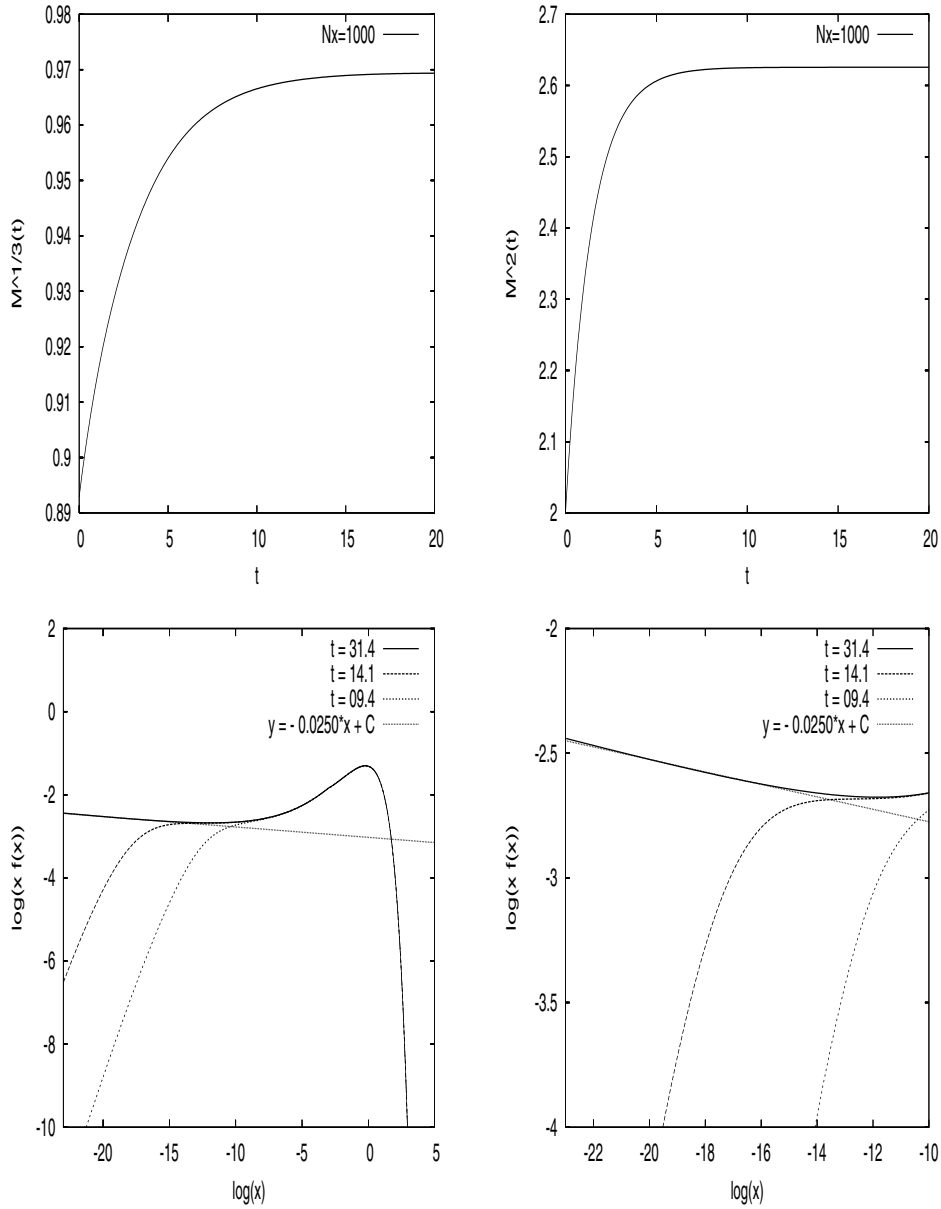 0.98
0.97
0.96
0.95
0.94
0.93
0.92
0.91
0.9
0.89
M^1/3(t)
Nx=1000
0 5 10 15 20
t
2.7
2.6
2.5
2.4
2.3
2.2
2.1
2
M^2(t)
Nx=1000
0 5 10 15 20
t
2
0
-2
-4
-6
-8
-10
log(x f(x))
t = 31.4
t = 14.1
t = 09.4
y = - 0.0250*x + C
-20 -15 -10 -5 0 5
log(x)
-2
-2.5
-3
-3.5
-4
log(x f(x))
t = 31.4
t = 14.1
t = 09.4
y = - 0.0250*x + C
-22 -20 -18 -16 -14 -12 -10
log(x)